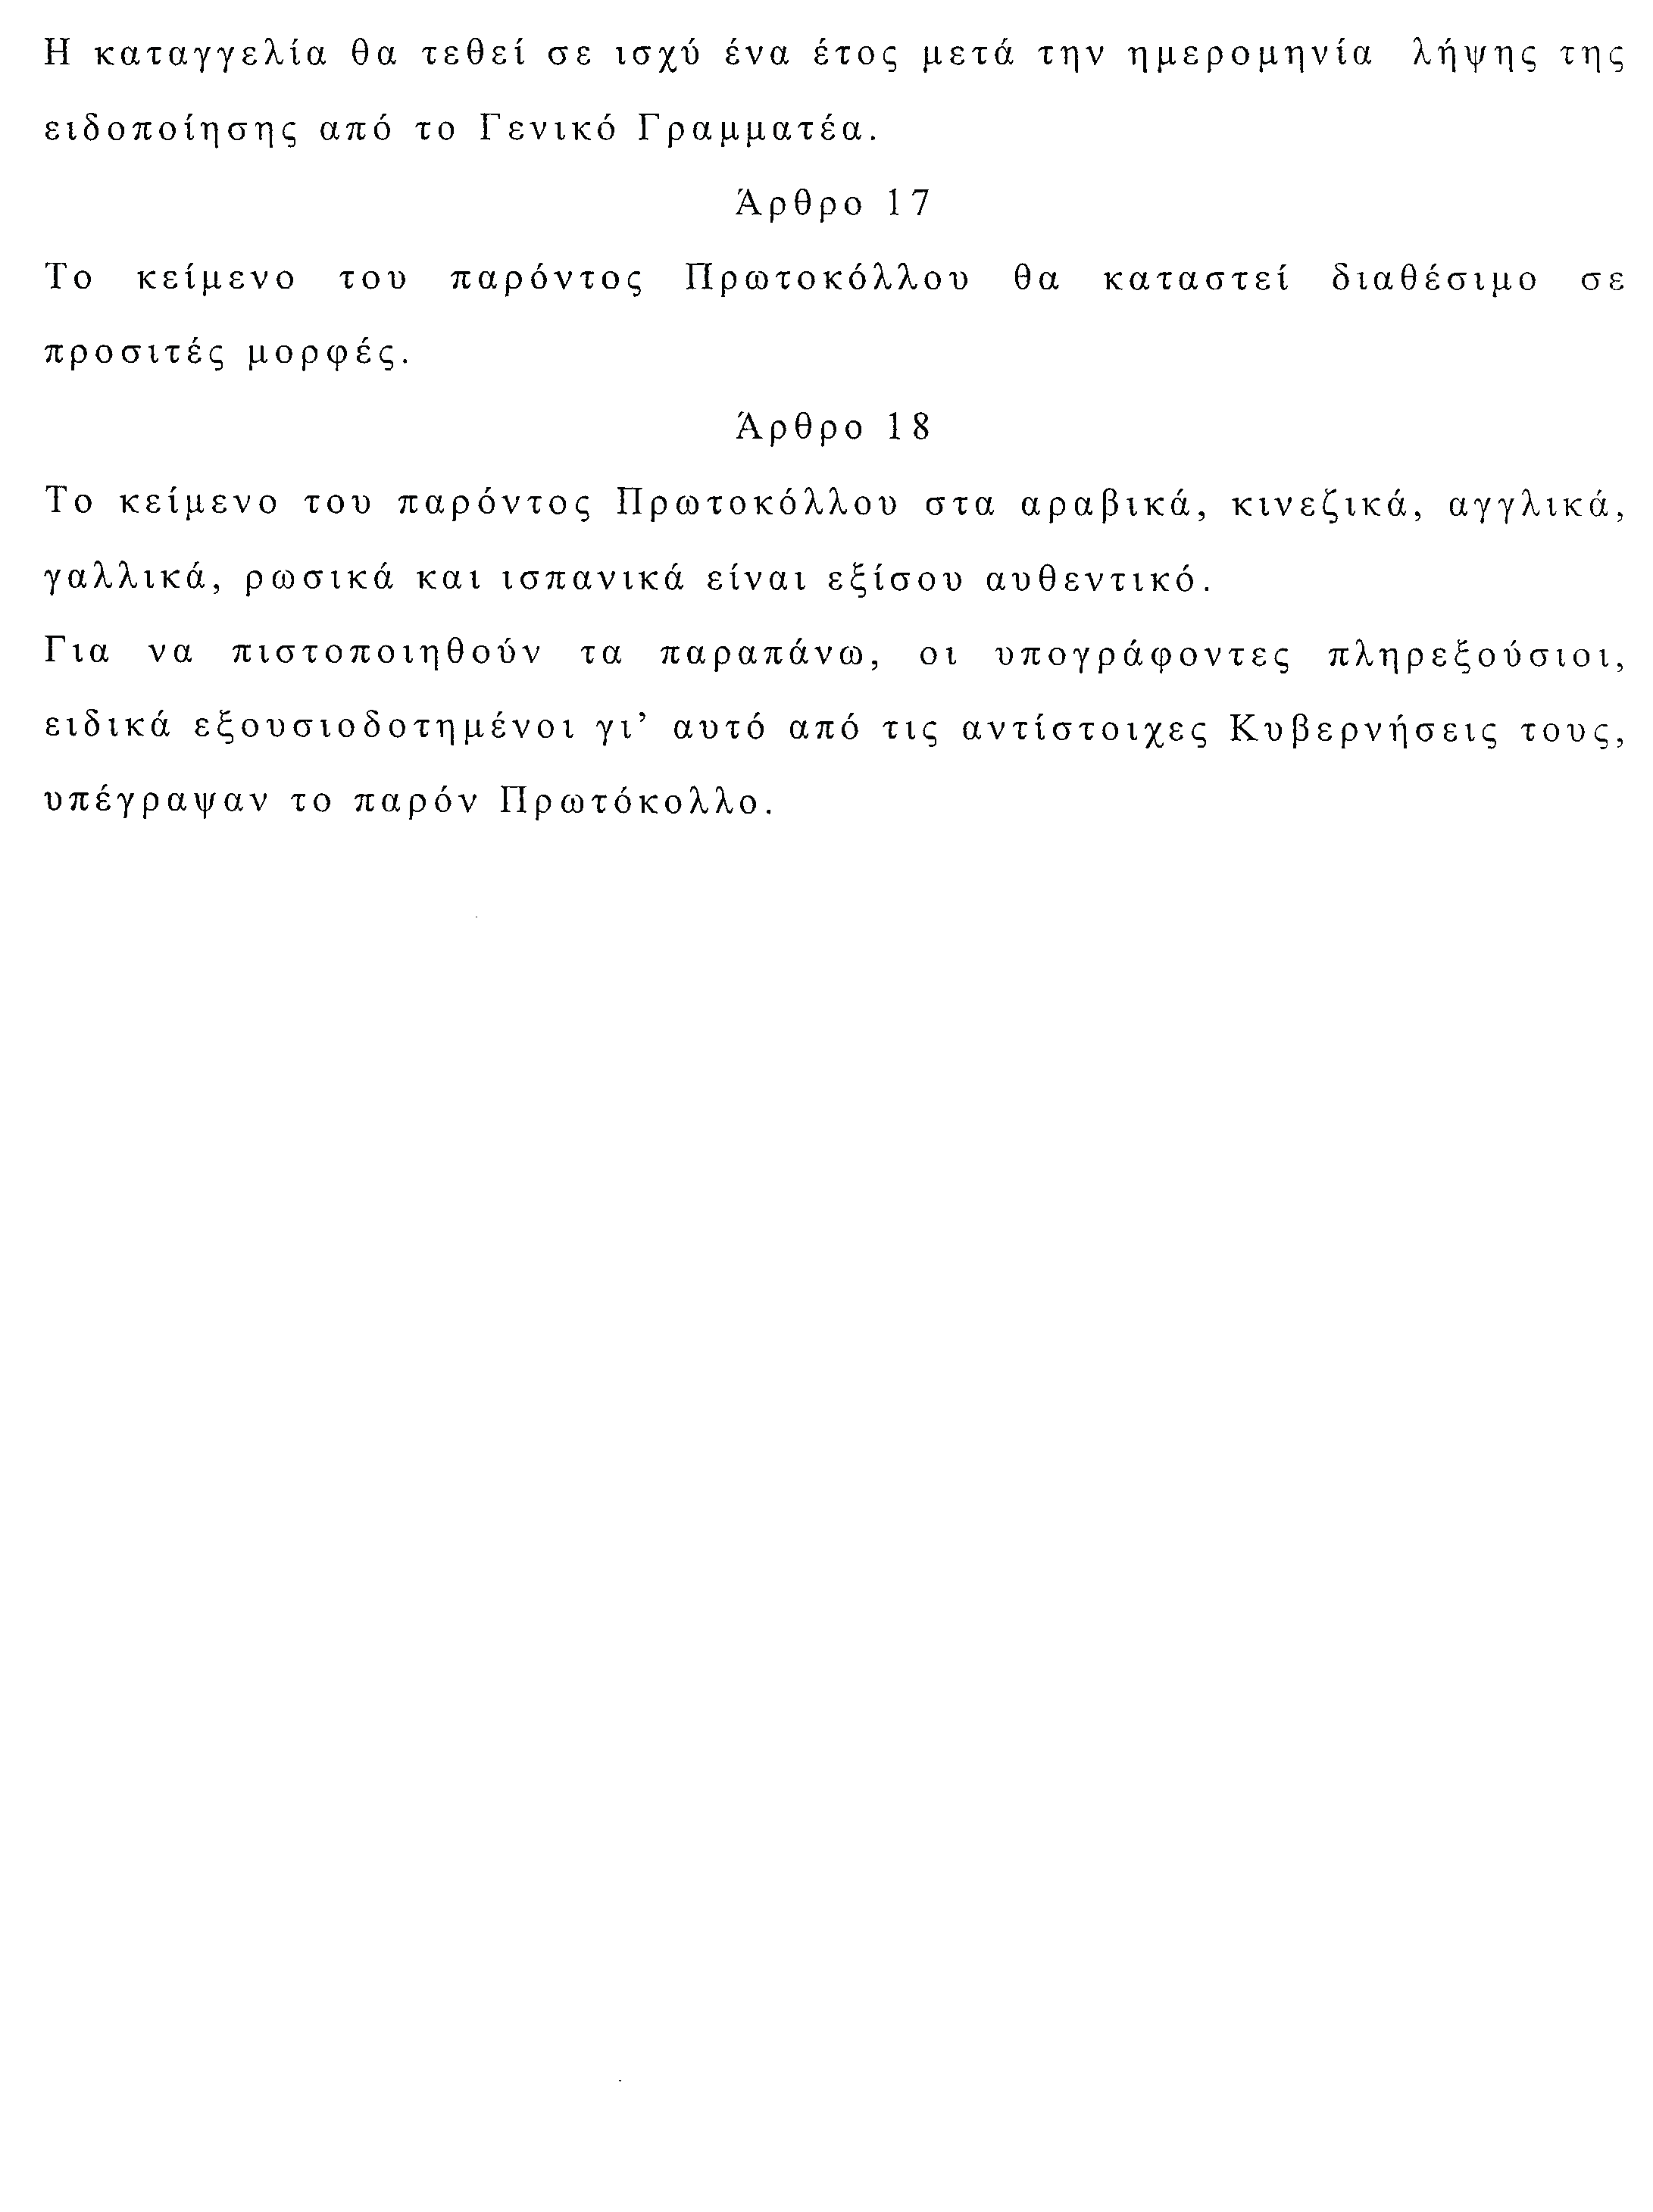 Η καταγγελία θα τεθεί σε ισχύ ένα έτος μετά την ημερομηνία λήψης της
ειδοποίησης από το Γενικό Γραμματέα.
Άρθρο 17
Το κείμενο του παρόντος Πρωτοκόλλου θα καταστεί διαθέσιμο σε
προσιτές μορφές.
Άρθρο 18
Το κείμενο του παρόντος Πρωτοκόλλου στα αραβικά, κινεζικά, αγγλικά,
γαλλικά, ρωσικά και ισπανικά είναι εξίσου αυθεντικό.
Για να πιστοποιηθούν τα παραπάνω, οι υπογράφοντες πληρεξούσιοι,
ειδικά εξουσιοδοτημένοι γι’ αυτό από τις αντίστοιχες Κυβερνήσεις τους,
υπέγραψαν το παρόν Πρωτόκολλο.